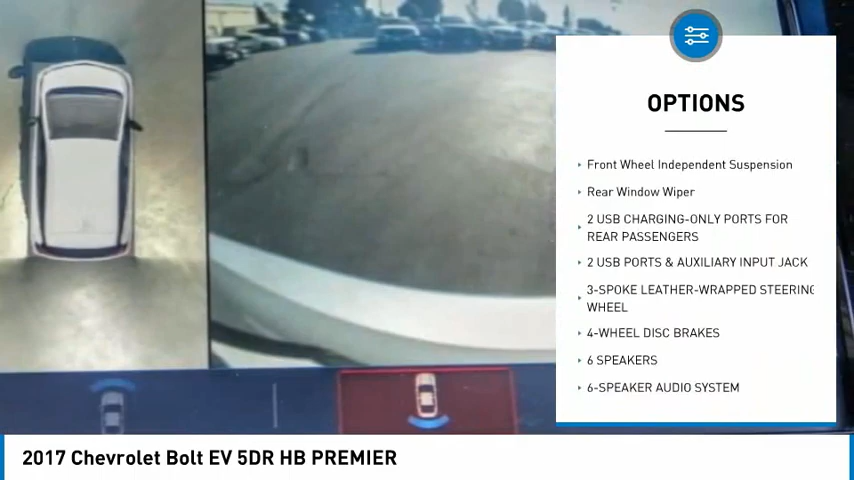 OPTIONS
Front Wheel Independent Suspension
Rear Window Wiper
2 USB CHARGING-ONLY PORTS FOR
REAR PASSENGERS
2 USB PORTS & AUXILIARY INPUT JACK
3-SPOKE LEATHER-WRAPPED STEERING
WHEEL
4-WHEEL DISC BRAKES
6 SPEAKERS
6-SPEAKER AUDIO SYSTEM
2017 Chevrolet Bolt EV 5DR HB PREMIER